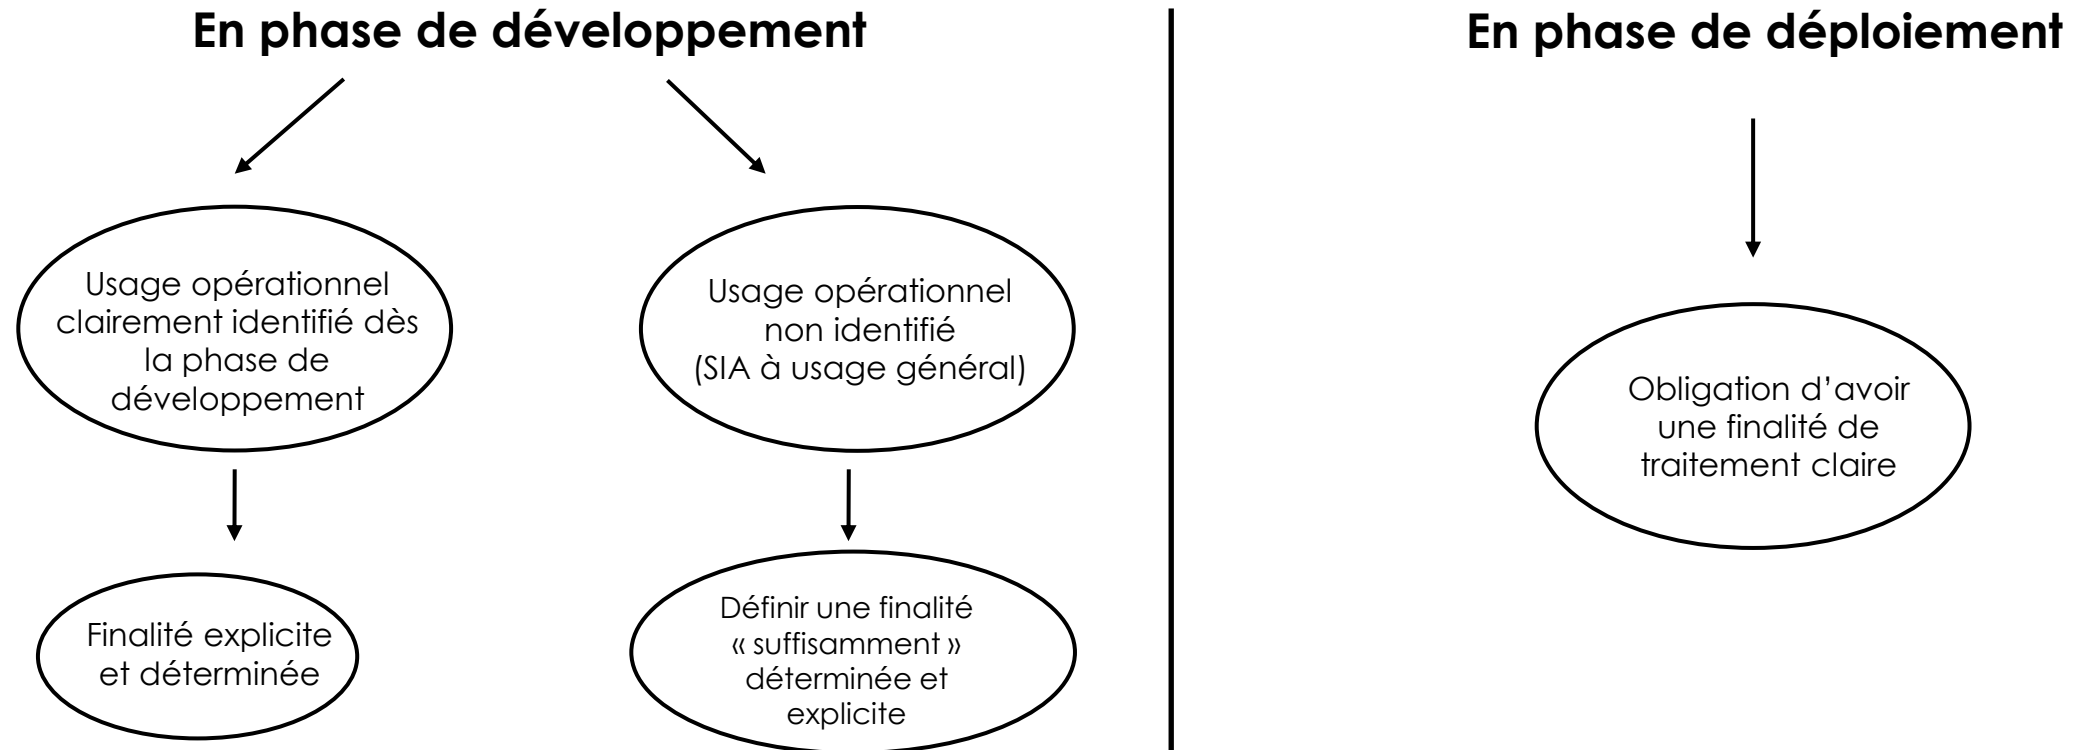 En phase de développement
Usage opérationnel
clairement identifié dès
la phase de
développement
Finalité explicite
et déterminée
Usage opérationnel
non identifié
(SIA à usage général)
Définir une finalité
« suffisamment »
déterminée et
explicite
En phase de déploiement
Obligation d’avoir
une finalité de
traitement claire